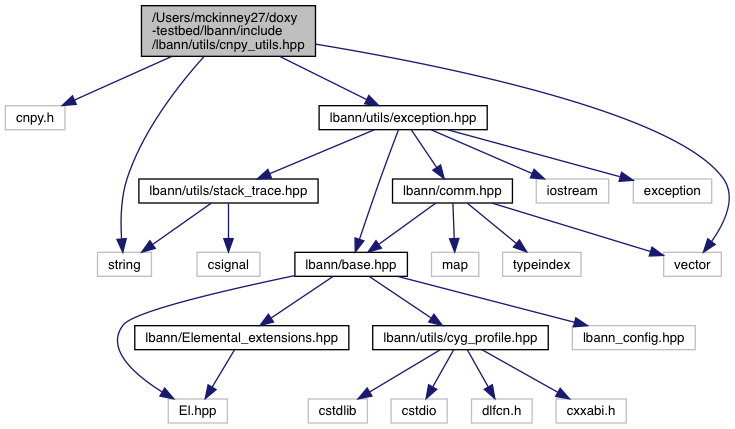 /Users/mckinney27/doxy
-testbed/lbann/include
/lbann/utils/cnpy_utils.hpp
cnpy.h
lbann/utils/exception.hpp
lbann/utils/stack_trace.hpp
lbann/comm.hpp
iostream
exception
string
csignal
lbann/base.hpp
map
typeindex
vector
lbann/Elemental_extensions.hpp
lbann/utils/cyg_profile.hpp
lbann_config.hpp
El.hpp
cstdlib
cstdio
dlfcn.h
cxxabi.h